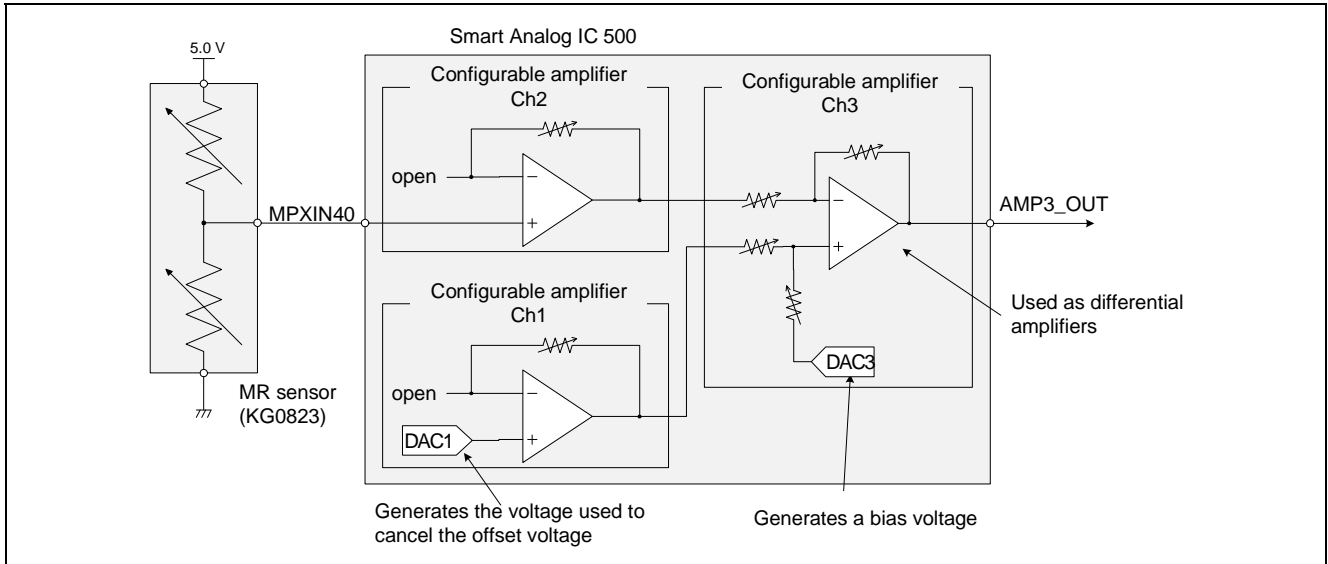 Smart Analog IC 500
5.0 V
MR sensor
(KG0823)
MPXIN40
Configurable amplifier
Ch2
open
−
+
Configurable amplifier
Ch1
open
−
DAC1
+
Generates the voltage used to
cancel the offset voltage
Configurable amplifier
Ch3
−
+
DAC3
Generates a bias voltage
Used as differential
amplifiers
AMP3_OUT